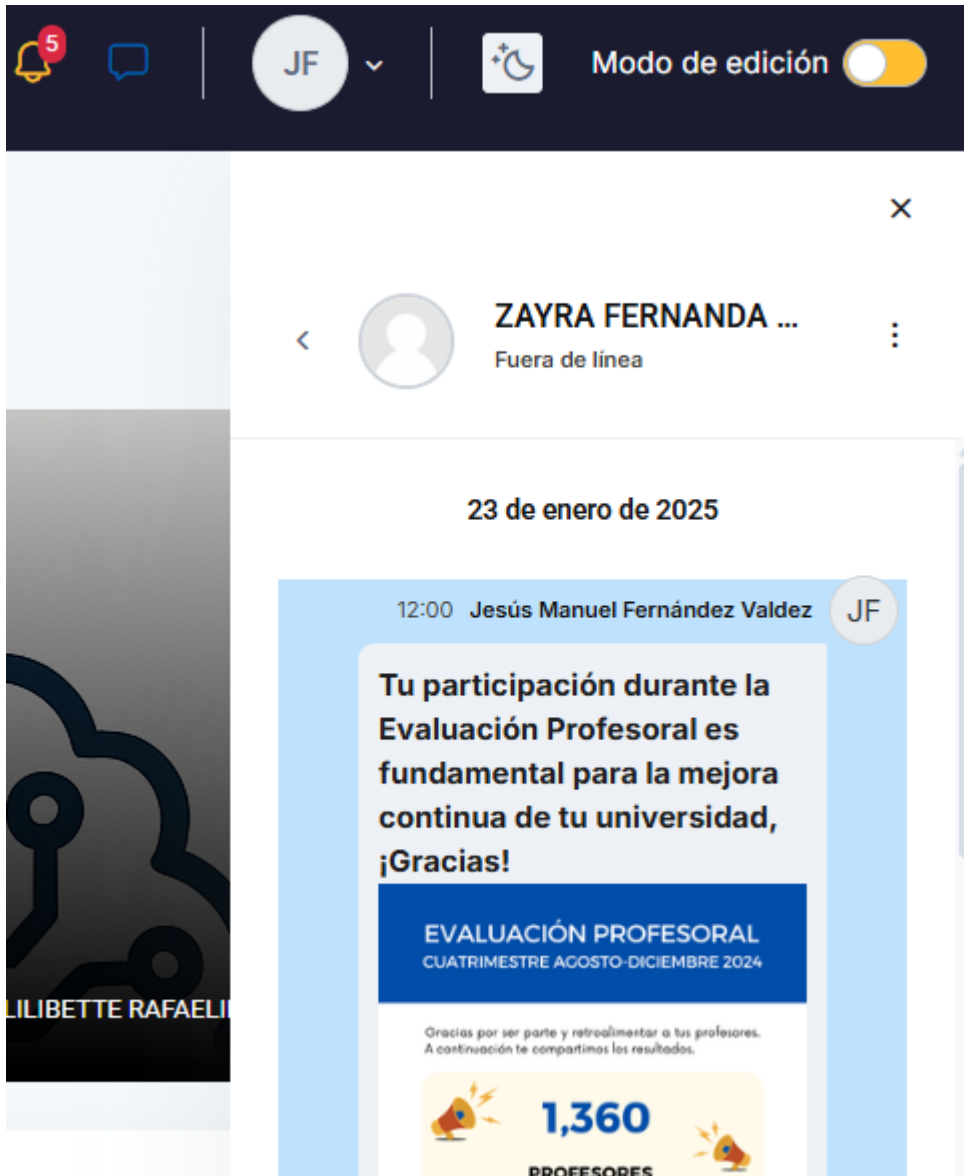 5
JF
Modo de edición
ZAYRA FERNANDA ...
Fuera de línea
23 de enero de 2025
12:00 Jesús Manuel Fernández Valdez JF
Tu participación durante la
Evaluación Profesoral es
fundamental para la mejora
continua de tu universidad,
¡Gracias!
EVALUACIÓN PROFESORAL
CUATRIMESTRE AGOSTO-DICIEMBRE 2024
Gracias por ser parte y retroalimentar a tus profesores.
A continuación te compartimos los resultados.
LILIBETTE
1,360
PROFESORES